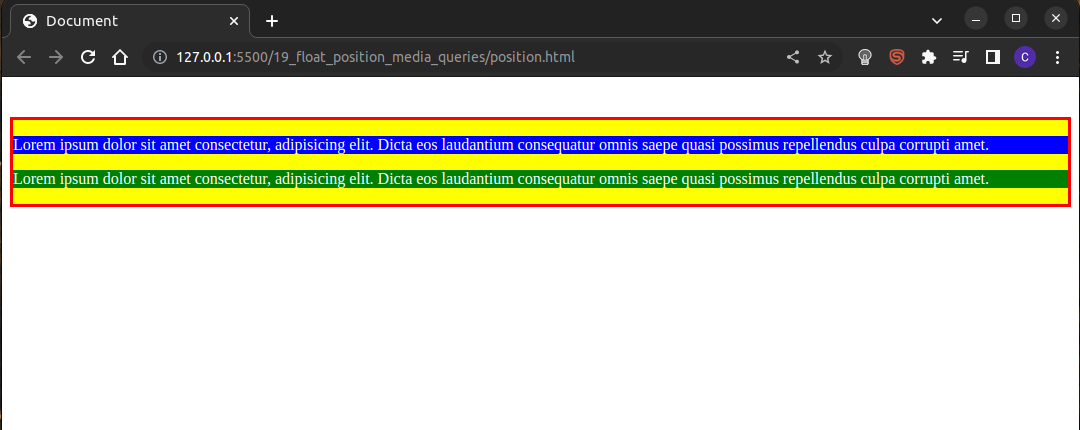 Document
127.0.0.1:5500/19_float_position_media_queries/position.html
C
Lorem ipsum dolor sit amet consectetur, adipisicing elit. Dicta eos laudantium consequatur omnis saepe quasi possimus repellendus culpa corrupti amet.
Lorem ipsum dolor sit amet consectetur, adipisicing elit. Dicta eos laudantium consequatur omnis saepe quasi possimus repellendus culpa corrupti amet.